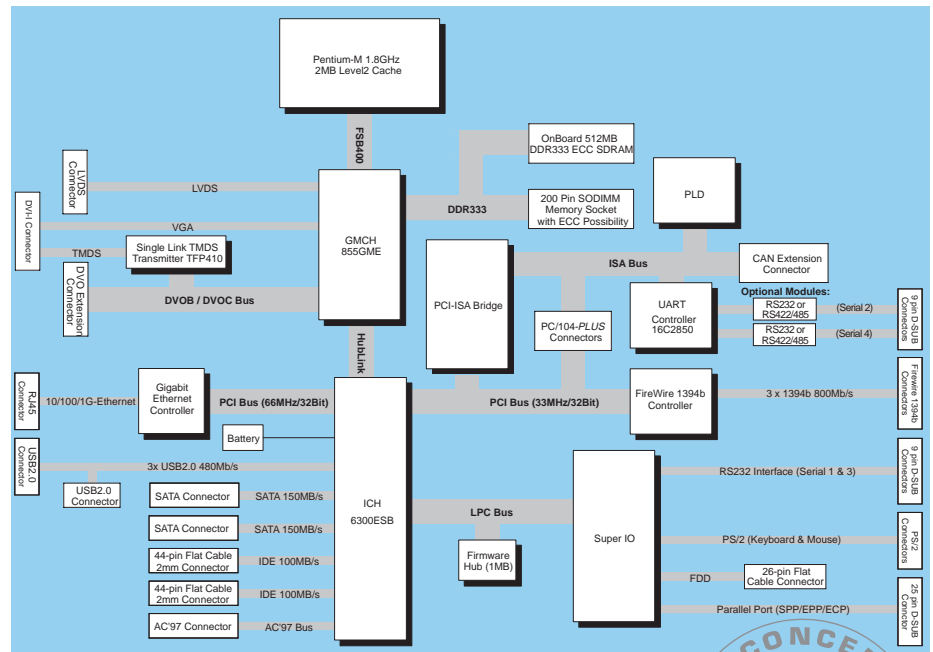 Pentium-M 1.8GHz
2MB Level2 Cache
FSB400
OnBoard 512MB
DDR333 ECC SDRAM
200 Pin SODIMM
Memory Socket
with ECC Possibility
DDR333
PLD
LVDS
Connector
LVDS
DVI-I Connector
VGA
TMDS
Single Link TMDS
Transmitter TFP410
DVO Extension
Connector
DVOB / DVOC Bus
GMCH
855GME
HubLink
PCI-ISA Bridge
ISA Bus
CAN Extension
Connector
PC/104-PLUS
Connectors
UART
Controller
16C2850
Optional Modules:
RS232 or
RS422/485
(Serial 2)
RS232 or
RS422/485
(Serial 4)
9 pin D-SUB
Connectors
RJ45
Connector
10/100/1G-Ethernet
Gigabit
Ethernet
Controller
PCI Bus (66MHz/32Bit)
PCI Bus (33MHz/32Bit)
FireWire 1394b
Controller
3 x 1394b 800Mb/s
Firewire 1394b
Connectors
Battery
USB2.0
Connector
3x USB2.0 480Mb/s
USB2.0
Connector
SATA Connector
SATA 150MB/s
SATA Connector
SATA 150MB/s
44-pin Flat Cable
2mm Connector
IDE 100MB/s
44-pin Flat Cable
2mm Connector
IDE 100MB/s
AC'97 Connector
AC'97 Bus
ICH
6300ESB
LPC Bus
Firmware
Hub (1MB)
Super IO
RS232 Interface (Serial 1 & 3)
9 pin D-SUB
Connectors
PS/2 (Keyboard & Mouse)
PS/2
Connectors
FDD
26-pin Flat
Cable Connector
Parallel Port (SPP/EPP/ECP)
25 pin D-SUB
Conntor
CONCE